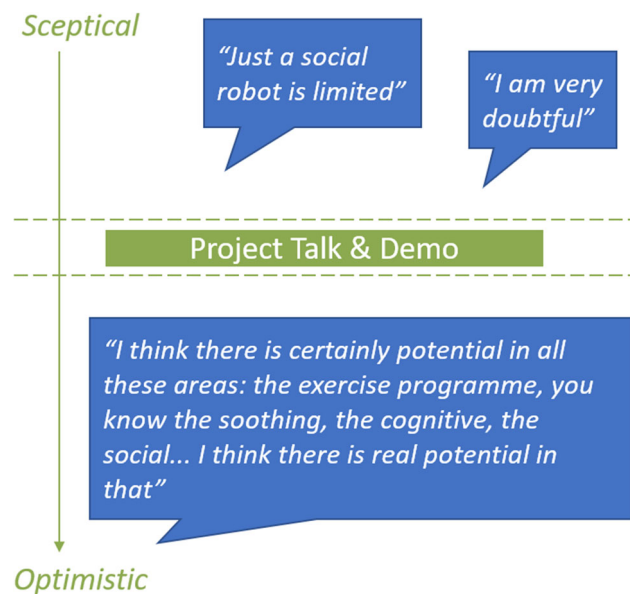 Sceptical
“Just a social
robot is limited”
“I am very
doubtful”
Project Talk & Demo
“I think there is certainly potential in all
these areas: the exercise programme, you
know the soothing, the cognitive, the
social... I think there is real potential in
that”
Optimistic